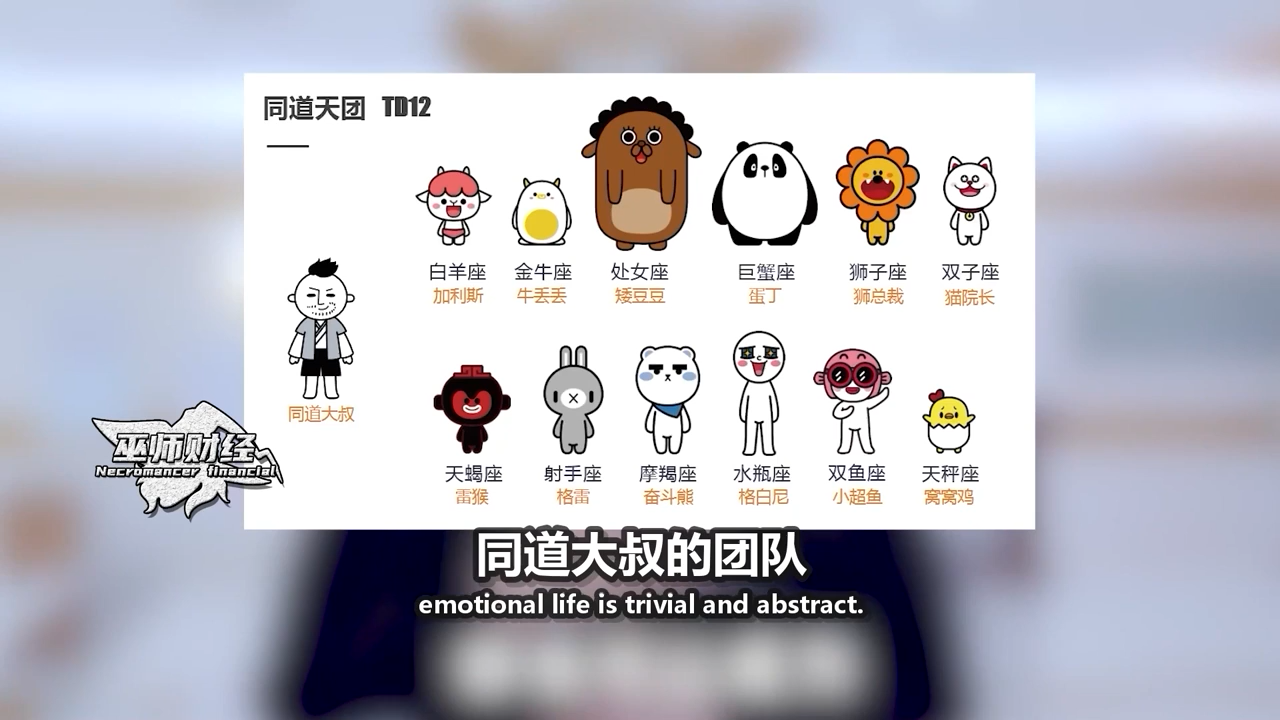 同道天团 TD12
白羊座 金牛座 处女座 巨蟹座 狮子座 双子座
加利斯 牛丢丢 矮豆豆 蛋丁 狮总裁 猫院长
同道大叔
天蝎座 射手座 摩羯座 水瓶座 双鱼座 天秤座
雷猴 格雷 奋斗熊 格白尼 小超鱼 窝窝鸡
巫师财经
Necromancer financial
同道大叔的团队
emotional life is trivial and abstract.